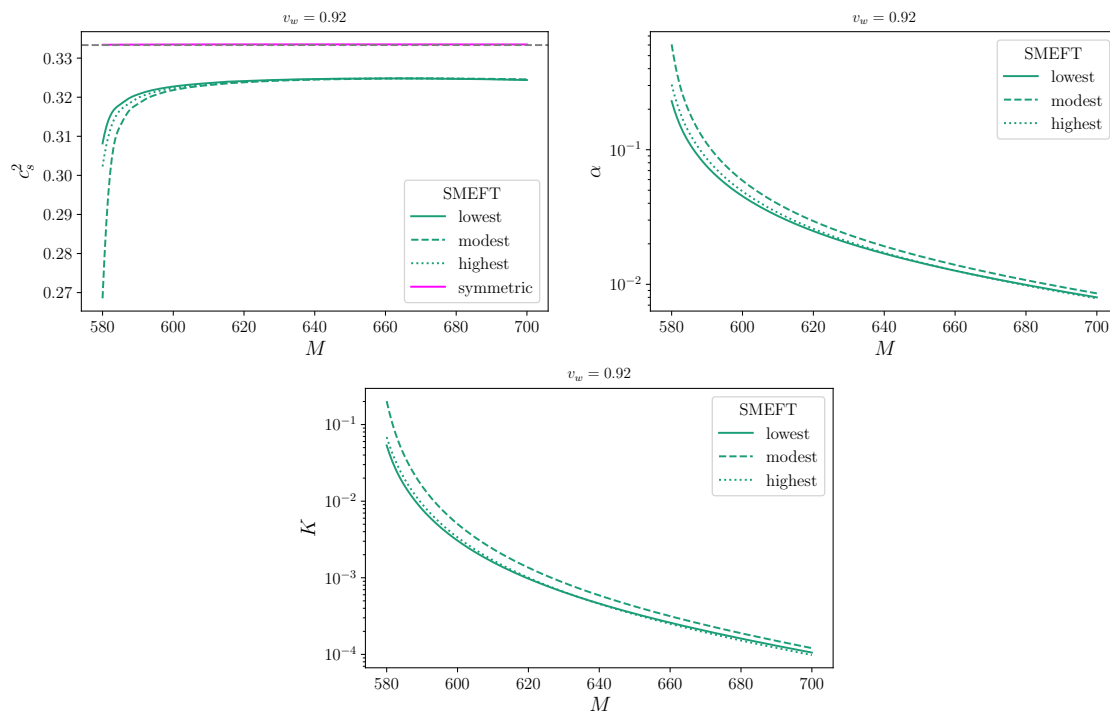 v_w = 0.92
c_s^2
0.33
0.32
0.31
0.30
0.29
0.28
0.27
SMEFT
lowest
modest
highest
symmetric
580 600 620 640 660 680 700
M
v_w = 0.92
α
10^{-1}
10^{-2}
SMEFT
lowest
modest
highest
580 600 620 640 660 680 700
M
v_w = 0.92
K
10^{-1}
10^{-2}
10^{-3}
10^{-4}
SMEFT
lowest
modest
highest
580 600 620 640 660 680 700
M